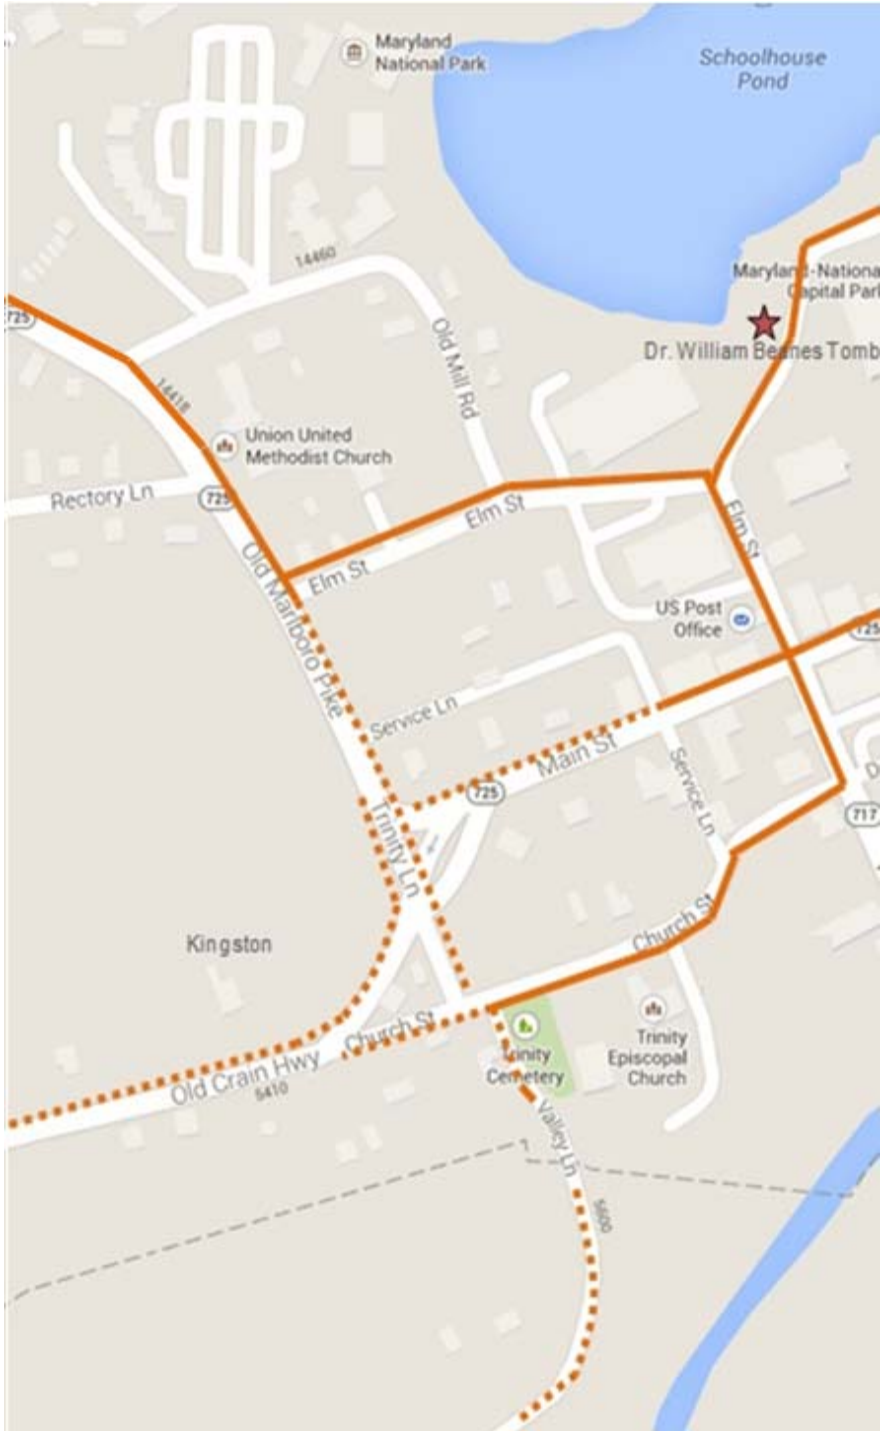 Maryland
National Park
Schoolhouse
Pond
14460
Maryland-Nationa
Capital Park
725
Old Mill Rd
Dr. William Beanes Tomb
14418
Union United
Methodist Church
Rectory Ln
725
Elm St
Elm St
Old Marlboro Pike
Elm St
US Post
Office
725
Service Ln
Main St
725
Service Ln
D
717
Trinity Ln
Church St
Kingston
Church St
Trinity
Cemetery
Trinity
Episcopal
Church
Old Crain Hwy
5410
Valley Ln
5600